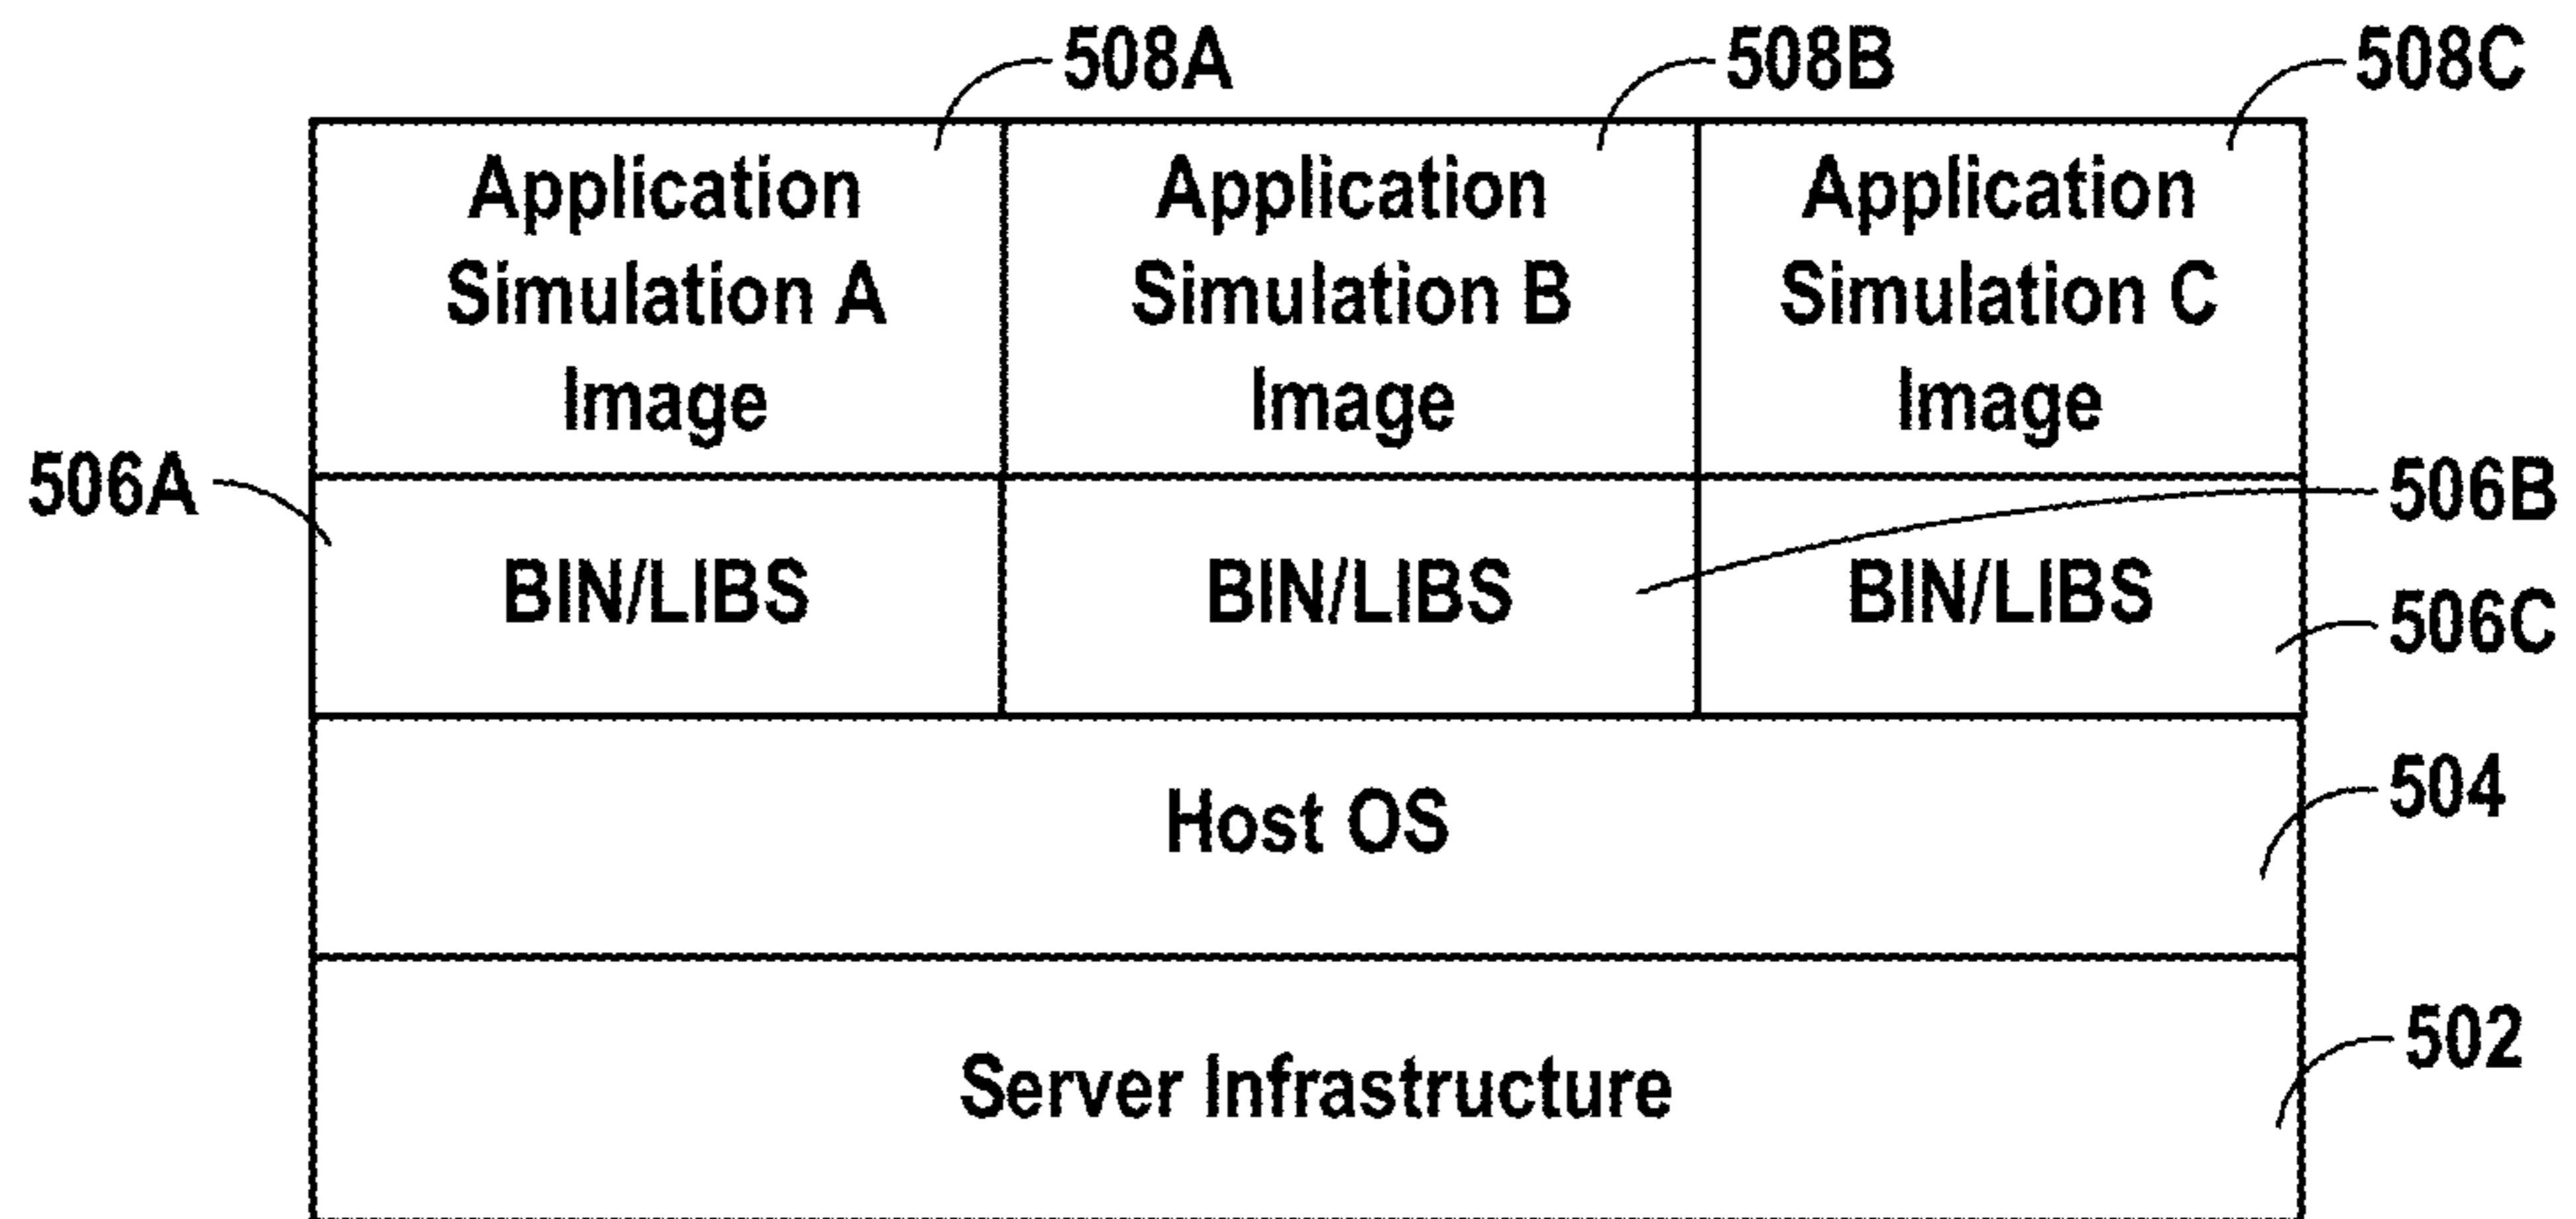 508A
508B
508C
Application
Simulation A
Image
Application
Simulation B
Image
Application
Simulation C
Image
506A
BIN/LIBS
BIN/LIBS
BIN/LIBS
506B
506C
Host OS
504
Server Infrastructure
502